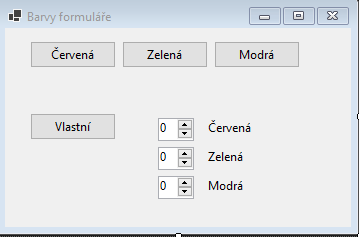 Barvy formuláře
Červená Zelená Modrá
Vlastní
0 Červená
0 Zelená
0 Modrá